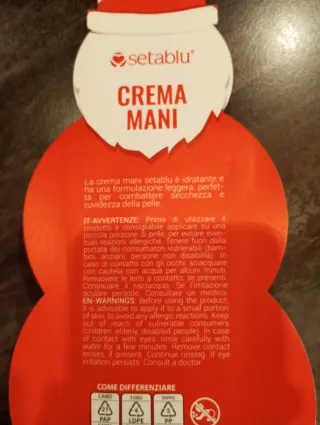 setablu®
CREMA
MANI
La crema mani setablu è idratante e
ha una formulazione leggera, perfet-
ta per combattere secchezza e
ruvidezza della pelle.
IT-AVVERTENZE: Prima di utilizzare il
prodotto è consigliabile applicare su una
piccola porzione di pelle, per evitare even-
tuali reazioni allergiche. Tenere fuori dalla
portata dei consumatori vulnerabili (bam-
bini, anziani, persone con disabilità). In
caso di contatto con gli occhi: sciacquare
con cautela con acqua per alcuni minuti.
Rimuovere le lenti a contatto, se presenti.
Continuare il risciacquo. Se l'irritazione
oculare persiste: Consultare un medico.
EN-WARNINGS: Before using the product,
it is advisable to apply it to a small portion
of skin, to avoid any allergic reactions. Keep
out of reach of vulnerable consumers
(children, elderly, disabled people). In case
of contact with eyes: rinse carefully with
water for a few minutes. Remove contact
lenses, if present. Continue rinsing. If eye
irritation persists: Consult a doctor
COME DIFFERENZIARE
CARD TUBO TAPPO
21 4 5
PAP LDPE PP